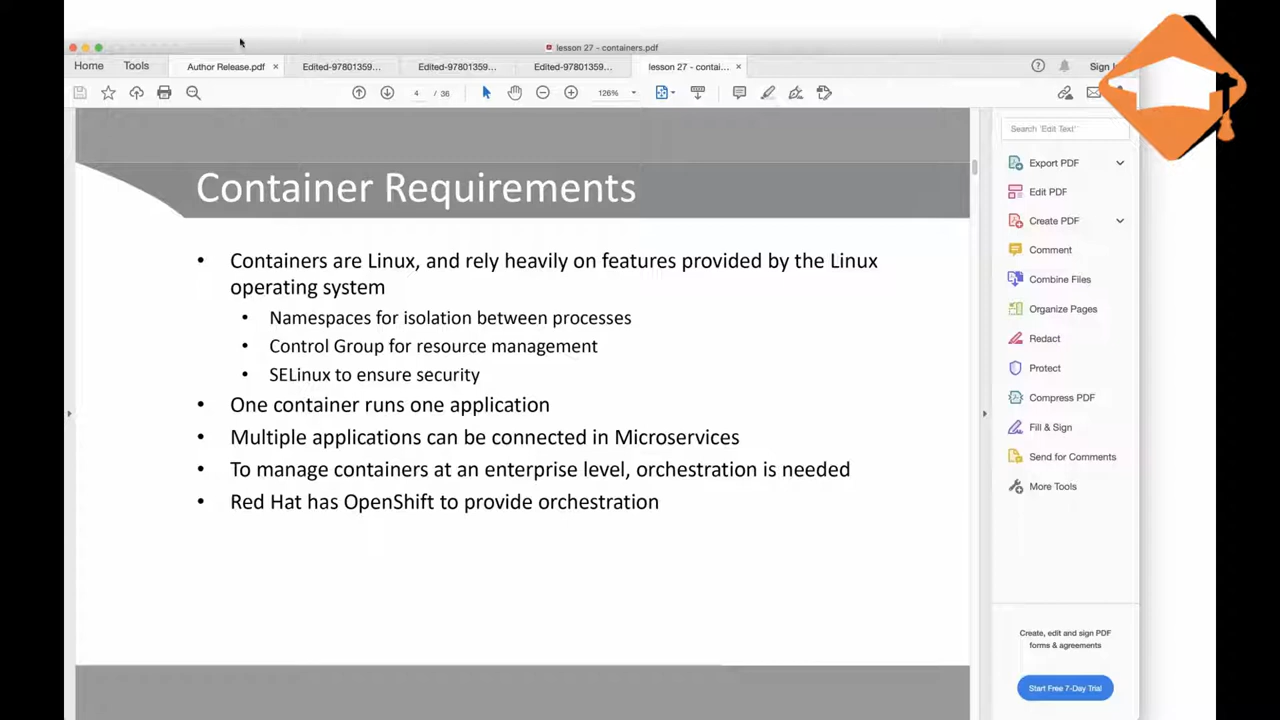 lesson 27 - containers.pdf
Home
Tools
Author Release.pdf ×
Edited-97801359...
Edited-97801359...
Edited-97801359...
lesson 27 - contai... ×
4 / 36
126%
Search 'Edit Text'
Container Requirements
• Containers are Linux, and rely heavily on features provided by the Linux
operating system
• Namespaces for isolation between processes
• Control Group for resource management
• SELinux to ensure security
• One container runs one application
• Multiple applications can be connected in Microservices
• To manage containers at an enterprise level, orchestration is needed
• Red Hat has OpenShift to provide orchestration
Export PDF
Edit PDF
Create PDF
Comment
Combine Files
Organize Pages
Redact
Protect
Compress PDF
Fill & Sign
Send for Comments
More Tools
Create, edit and sign PDF
forms & agreements
Start Free 7-Day Trial